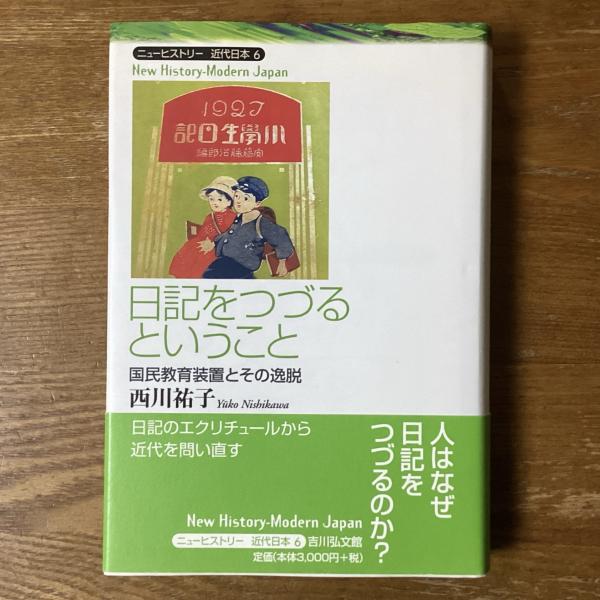 ニューヒストリー 近代日本 6
New History-Modern Japan
1927
小學生日記
日記をつづる
ということ
国民教育装置とその逸脱
西川祐子 Yūko Nishikawa
日記のエクリチュールから
近代を問い直す
人はなぜ
日記を
つづるのか?
New History-Modern Japan
ニューヒストリー 近代日本 6 吉川弘文館
定価(本体3,000円+税)